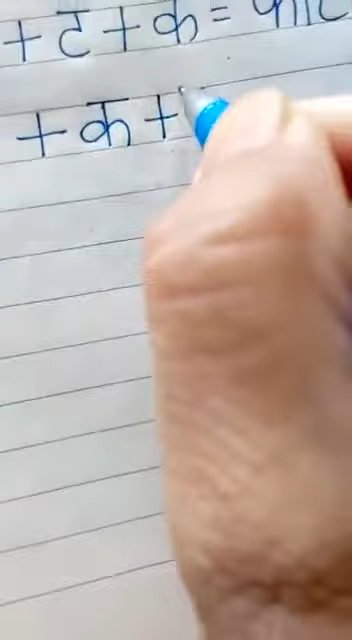 + ट + क =
+ क +